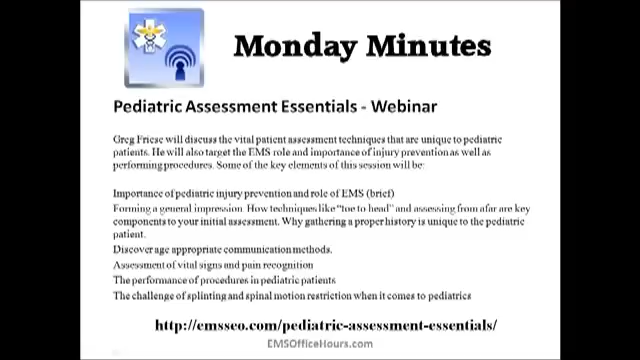 Monday Minutes
Pediatric Assessment Essentials - Webinar
Greg Friese will discuss the vital patient assessment techniques that are unique to pediatric
patients. He will also target the EMS role and importance of injury prevention as well as
performing procedures. Some of the key elements of this session will be:
Importance of pediatric injury prevention and role of EMS (brief)
Forming a general impression. How techniques like "toe to head" and assessing from afar are key
components to your initial assessment. Why gathering a proper history is unique to the pediatric
patient.
Discover age appropriate communication methods.
Assessment of vital signs and pain recognition
The performance of procedures in pediatric patients
The challenge of splinting and spinal motion restriction when it comes to pediatrics
http://emsseo.com/pediatric-assessment-essentials/
EMSOfficeHours.com